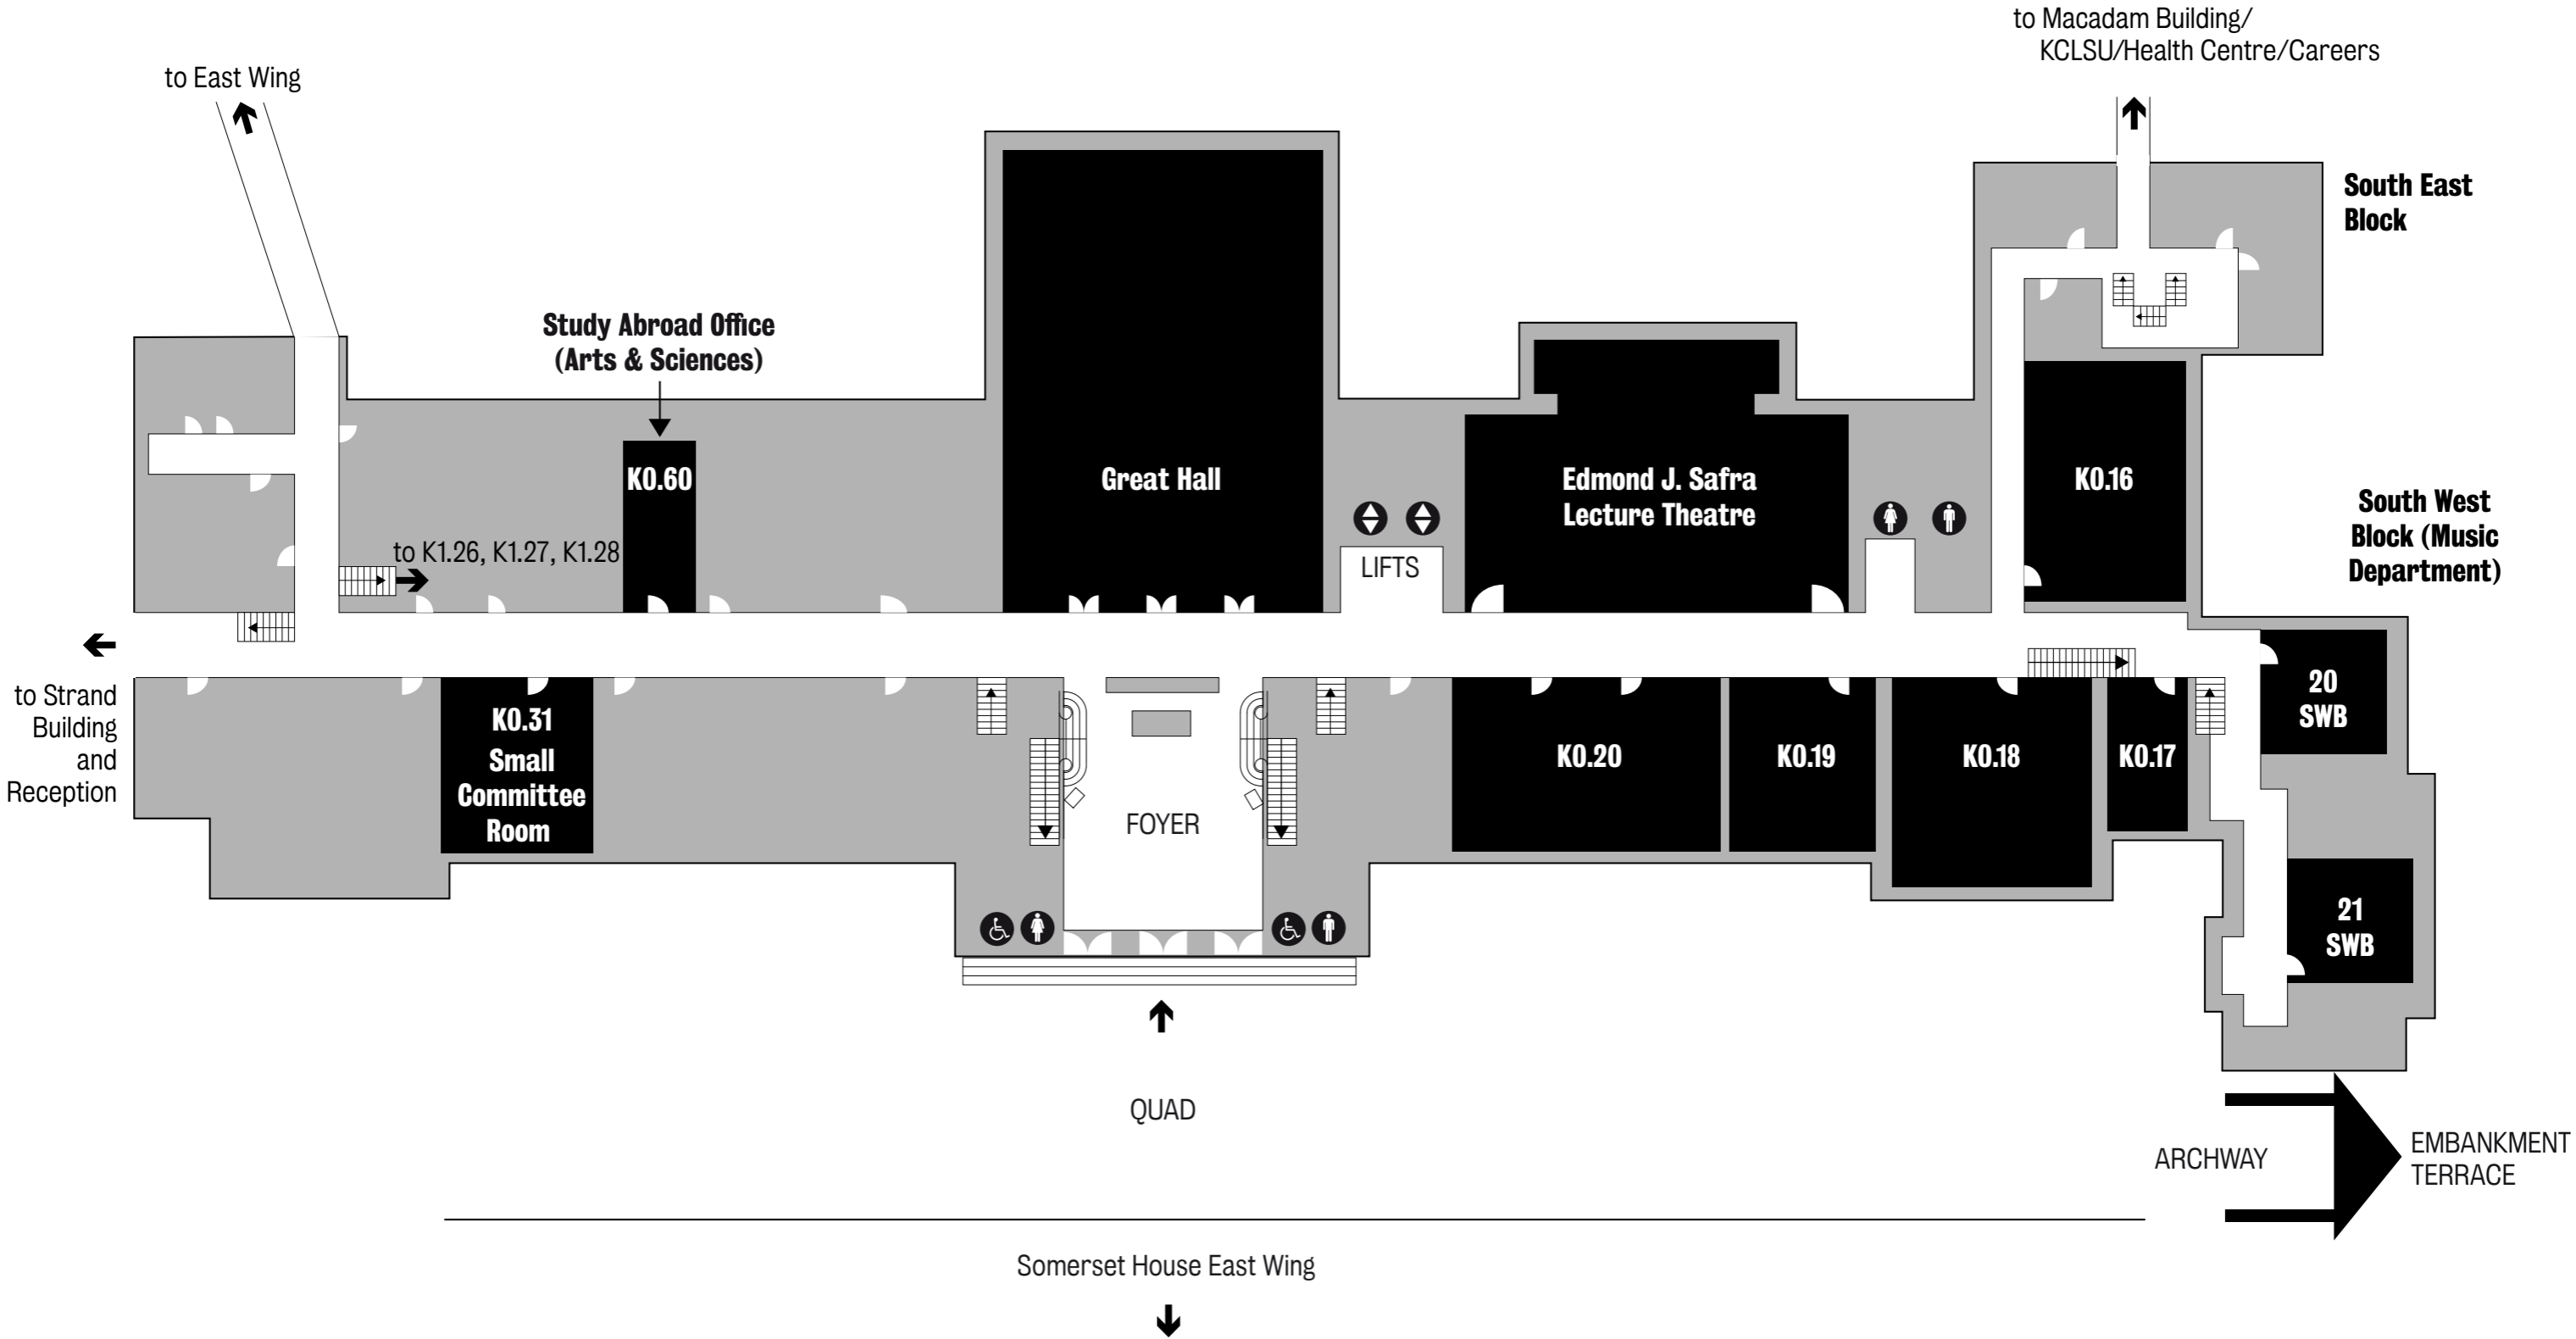 to Macadam Building/
KCLSU/Health Centre/Careers
to East Wing
South East
Block
Study Abroad Office
(Arts & Sciences)
K0.60
Great Hall
Edmond J. Safra
Lecture Theatre
K0.16
South West
Block (Music
Department)
to K1.26, K1.27, K1.28
LIFTS
to Strand
Building
and
Reception
K0.31
Small
Committee
Room
FOYER
K0.20
K0.19
K0.18
K0.17
20
SWB
21
SWB
QUAD
ARCHWAY
EMBANKMENT
TERRACE
Somerset House East Wing